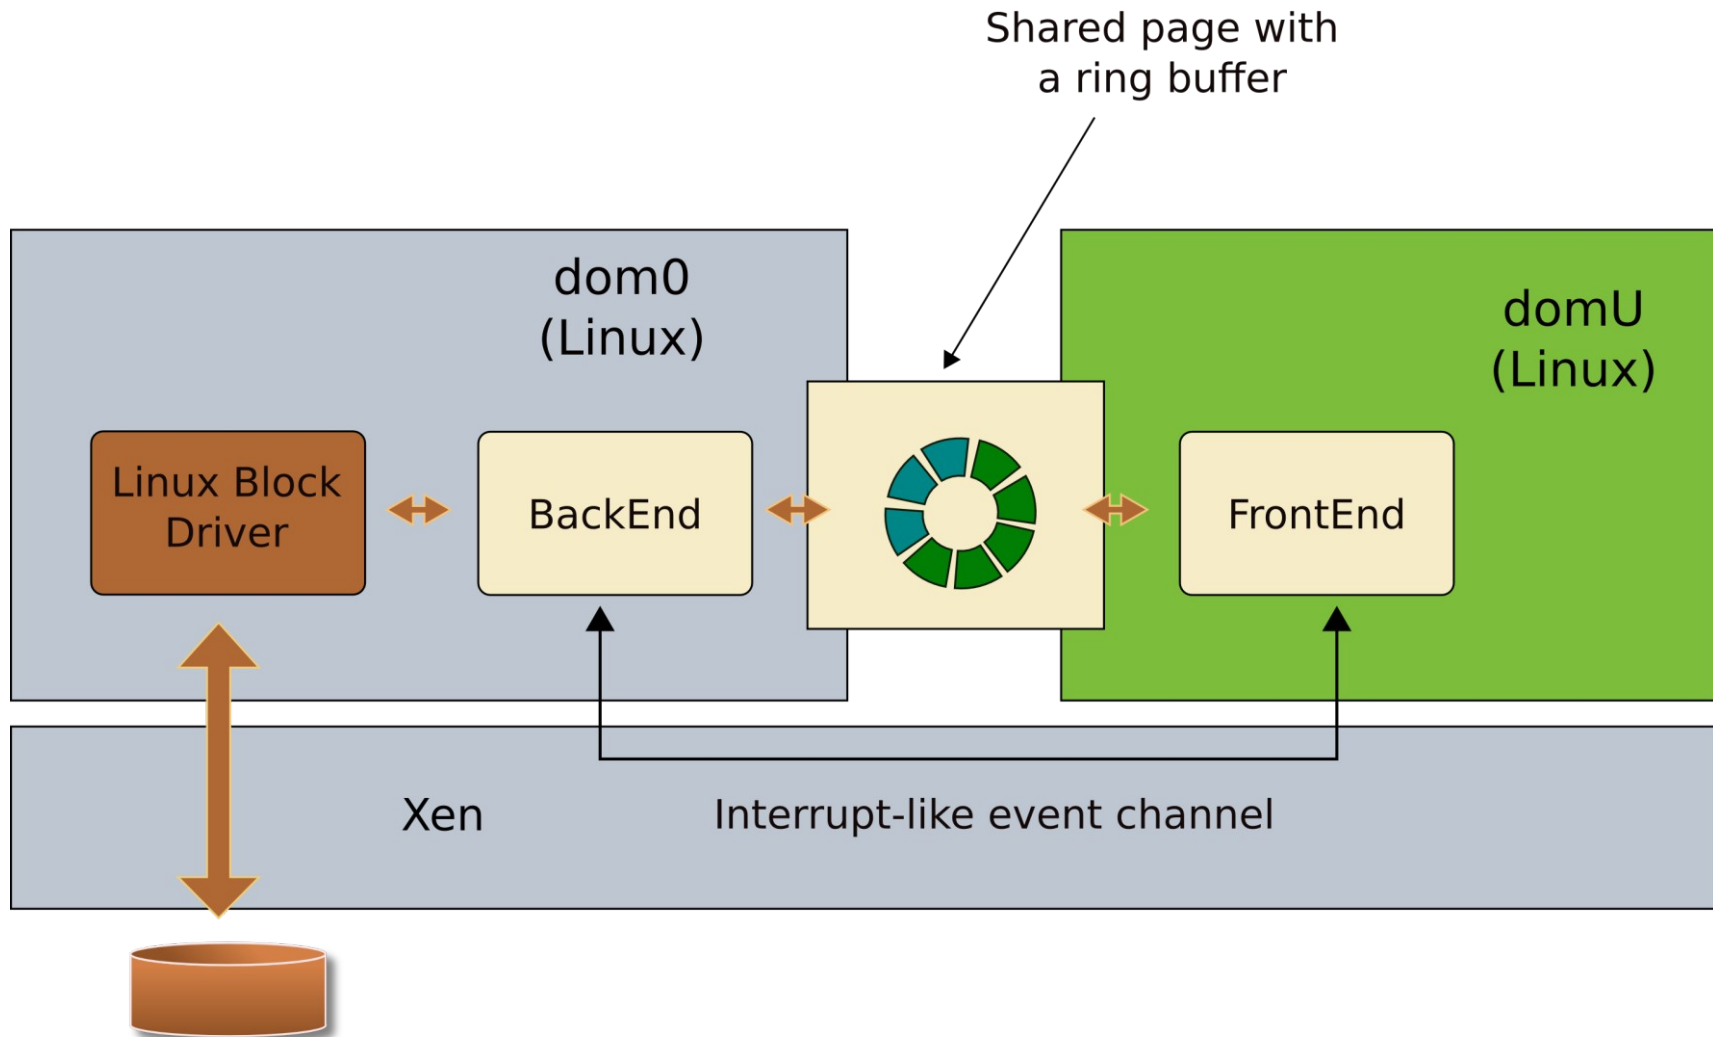 Shared page with
a ring buffer
dom0
(Linux)
domU
(Linux)
Linux Block
Driver
BackEnd
FrontEnd
Xen
Interrupt-like event channel